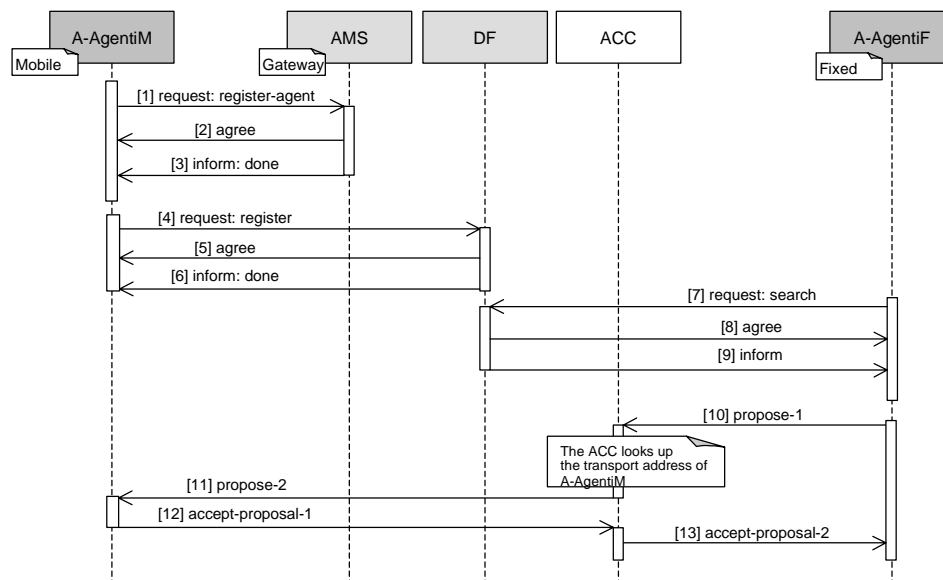 A-AgentiM
AMS
DF
ACC
A-AgentiF
Mobile
Gateway
Fixed
[1] request: register-agent
[2] agree
[3] inform: done
[4] request: register
[5] agree
[6] inform: done
[7] request: search
[8] agree
[9] inform
[10] propose-1
The ACC looks up
the transport address of
A-AgentiM
[11] propose-2
[12] accept-proposal-1
[13] accept-proposal-2